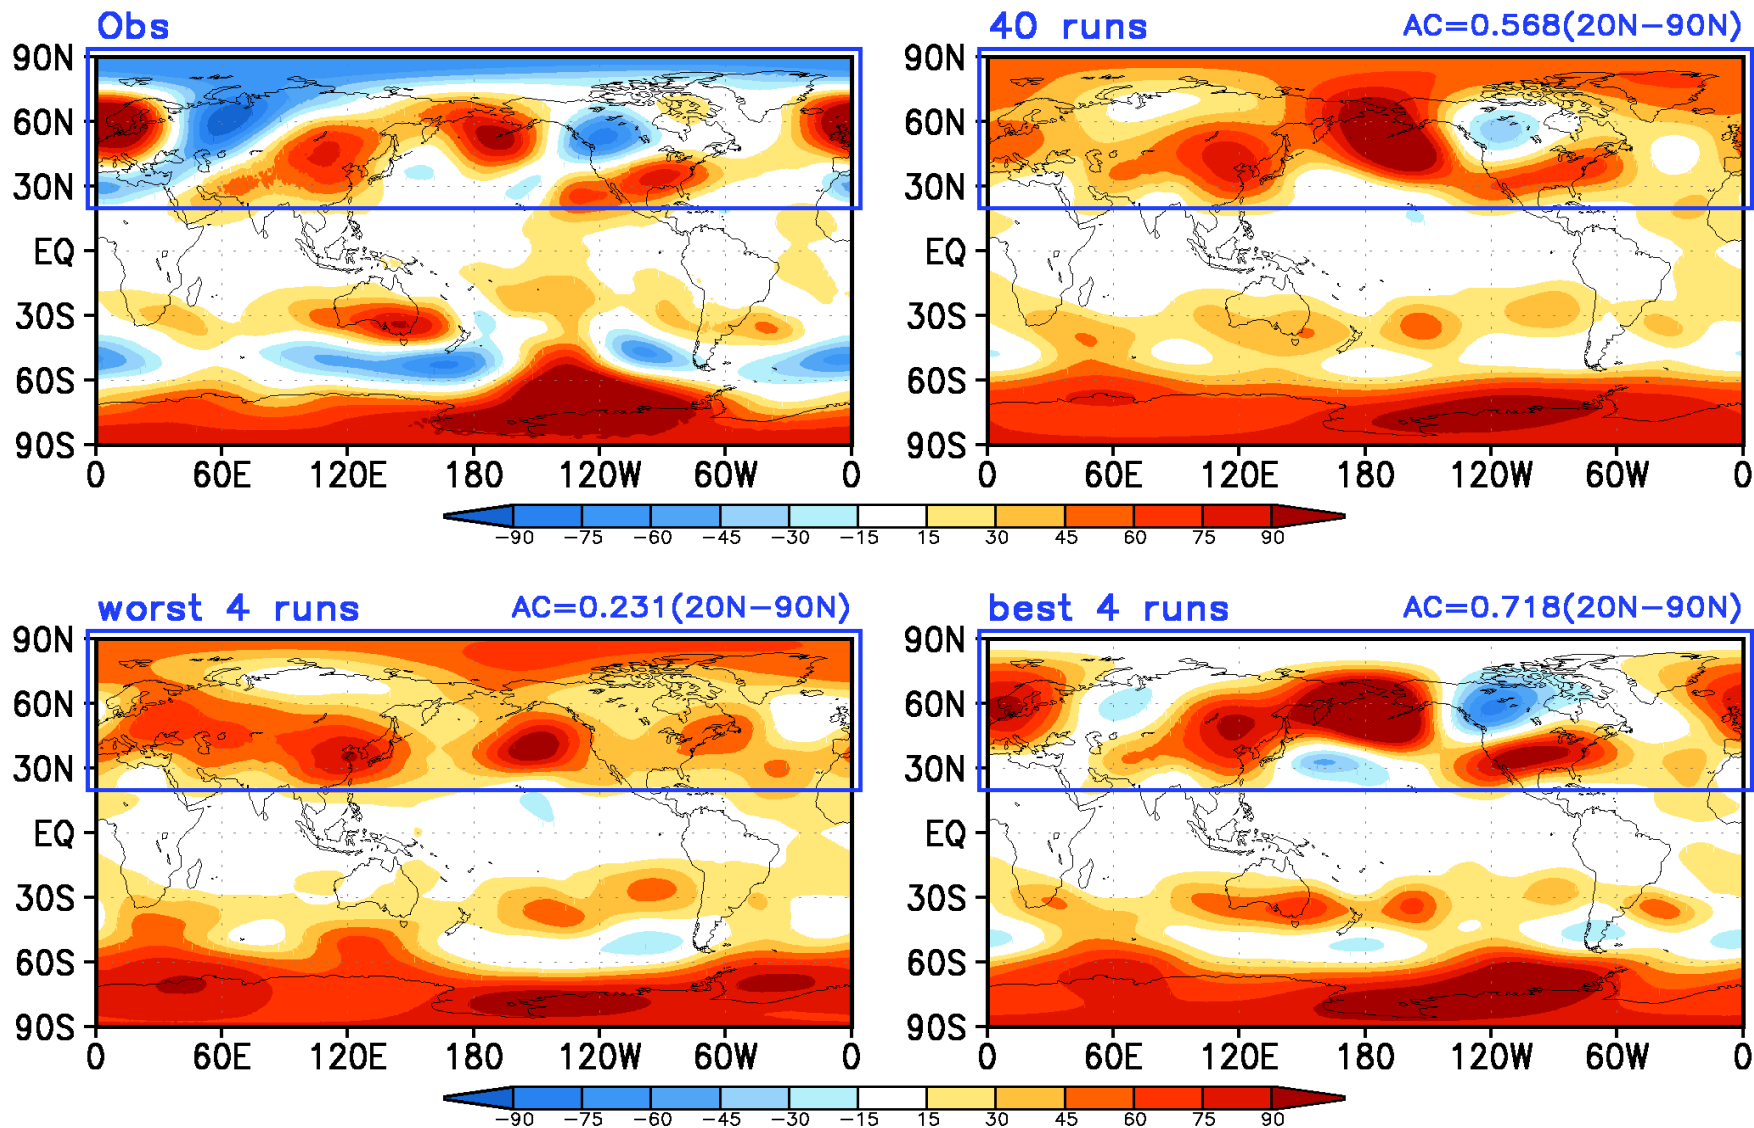 Obs
40 runs AC=0.568(20N−90N)
90N 90N
60N 60N
30N 30N
EQ EQ
30S 30S
60S 60S
90S 90S
0 60E 120E 180 120W 60W 0 0 60E 120E 180 120W 60W 0
−90 −75 −60 −45 −30 −15 15 30 45 60 75 90
worst 4 runs AC=0.231(20N−90N)
best 4 runs AC=0.718(20N−90N)
90N 90N
60N 60N
30N 30N
EQ EQ
30S 30S
60S 60S
90S 90S
0 60E 120E 180 120W 60W 0 0 60E 120E 180 120W 60W 0
−90 −75 −60 −45 −30 −15 15 30 45 60 75 90